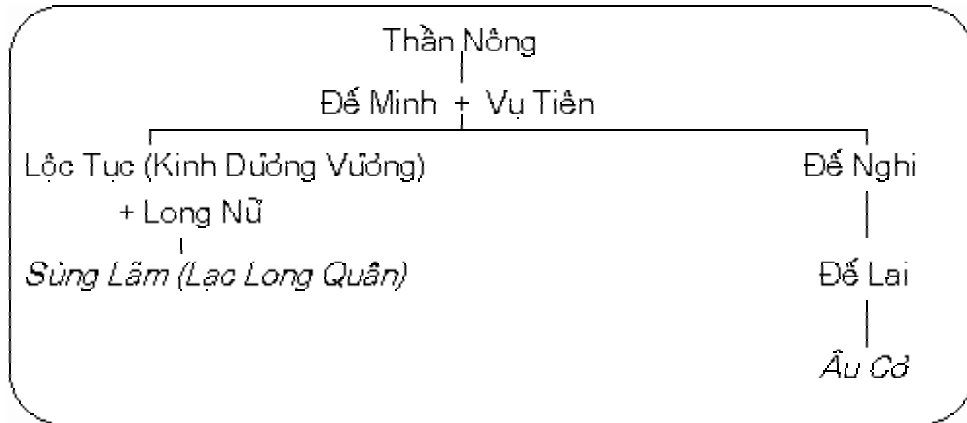 Thần Nông
Đế Minh + Vụ Tiên
Lộc Tục (Kinh Dương Vương) Đế Nghi
+ Long Nữ
Sùng Lãm (Lạc Long Quân) Đế Lai
Âu Cơ